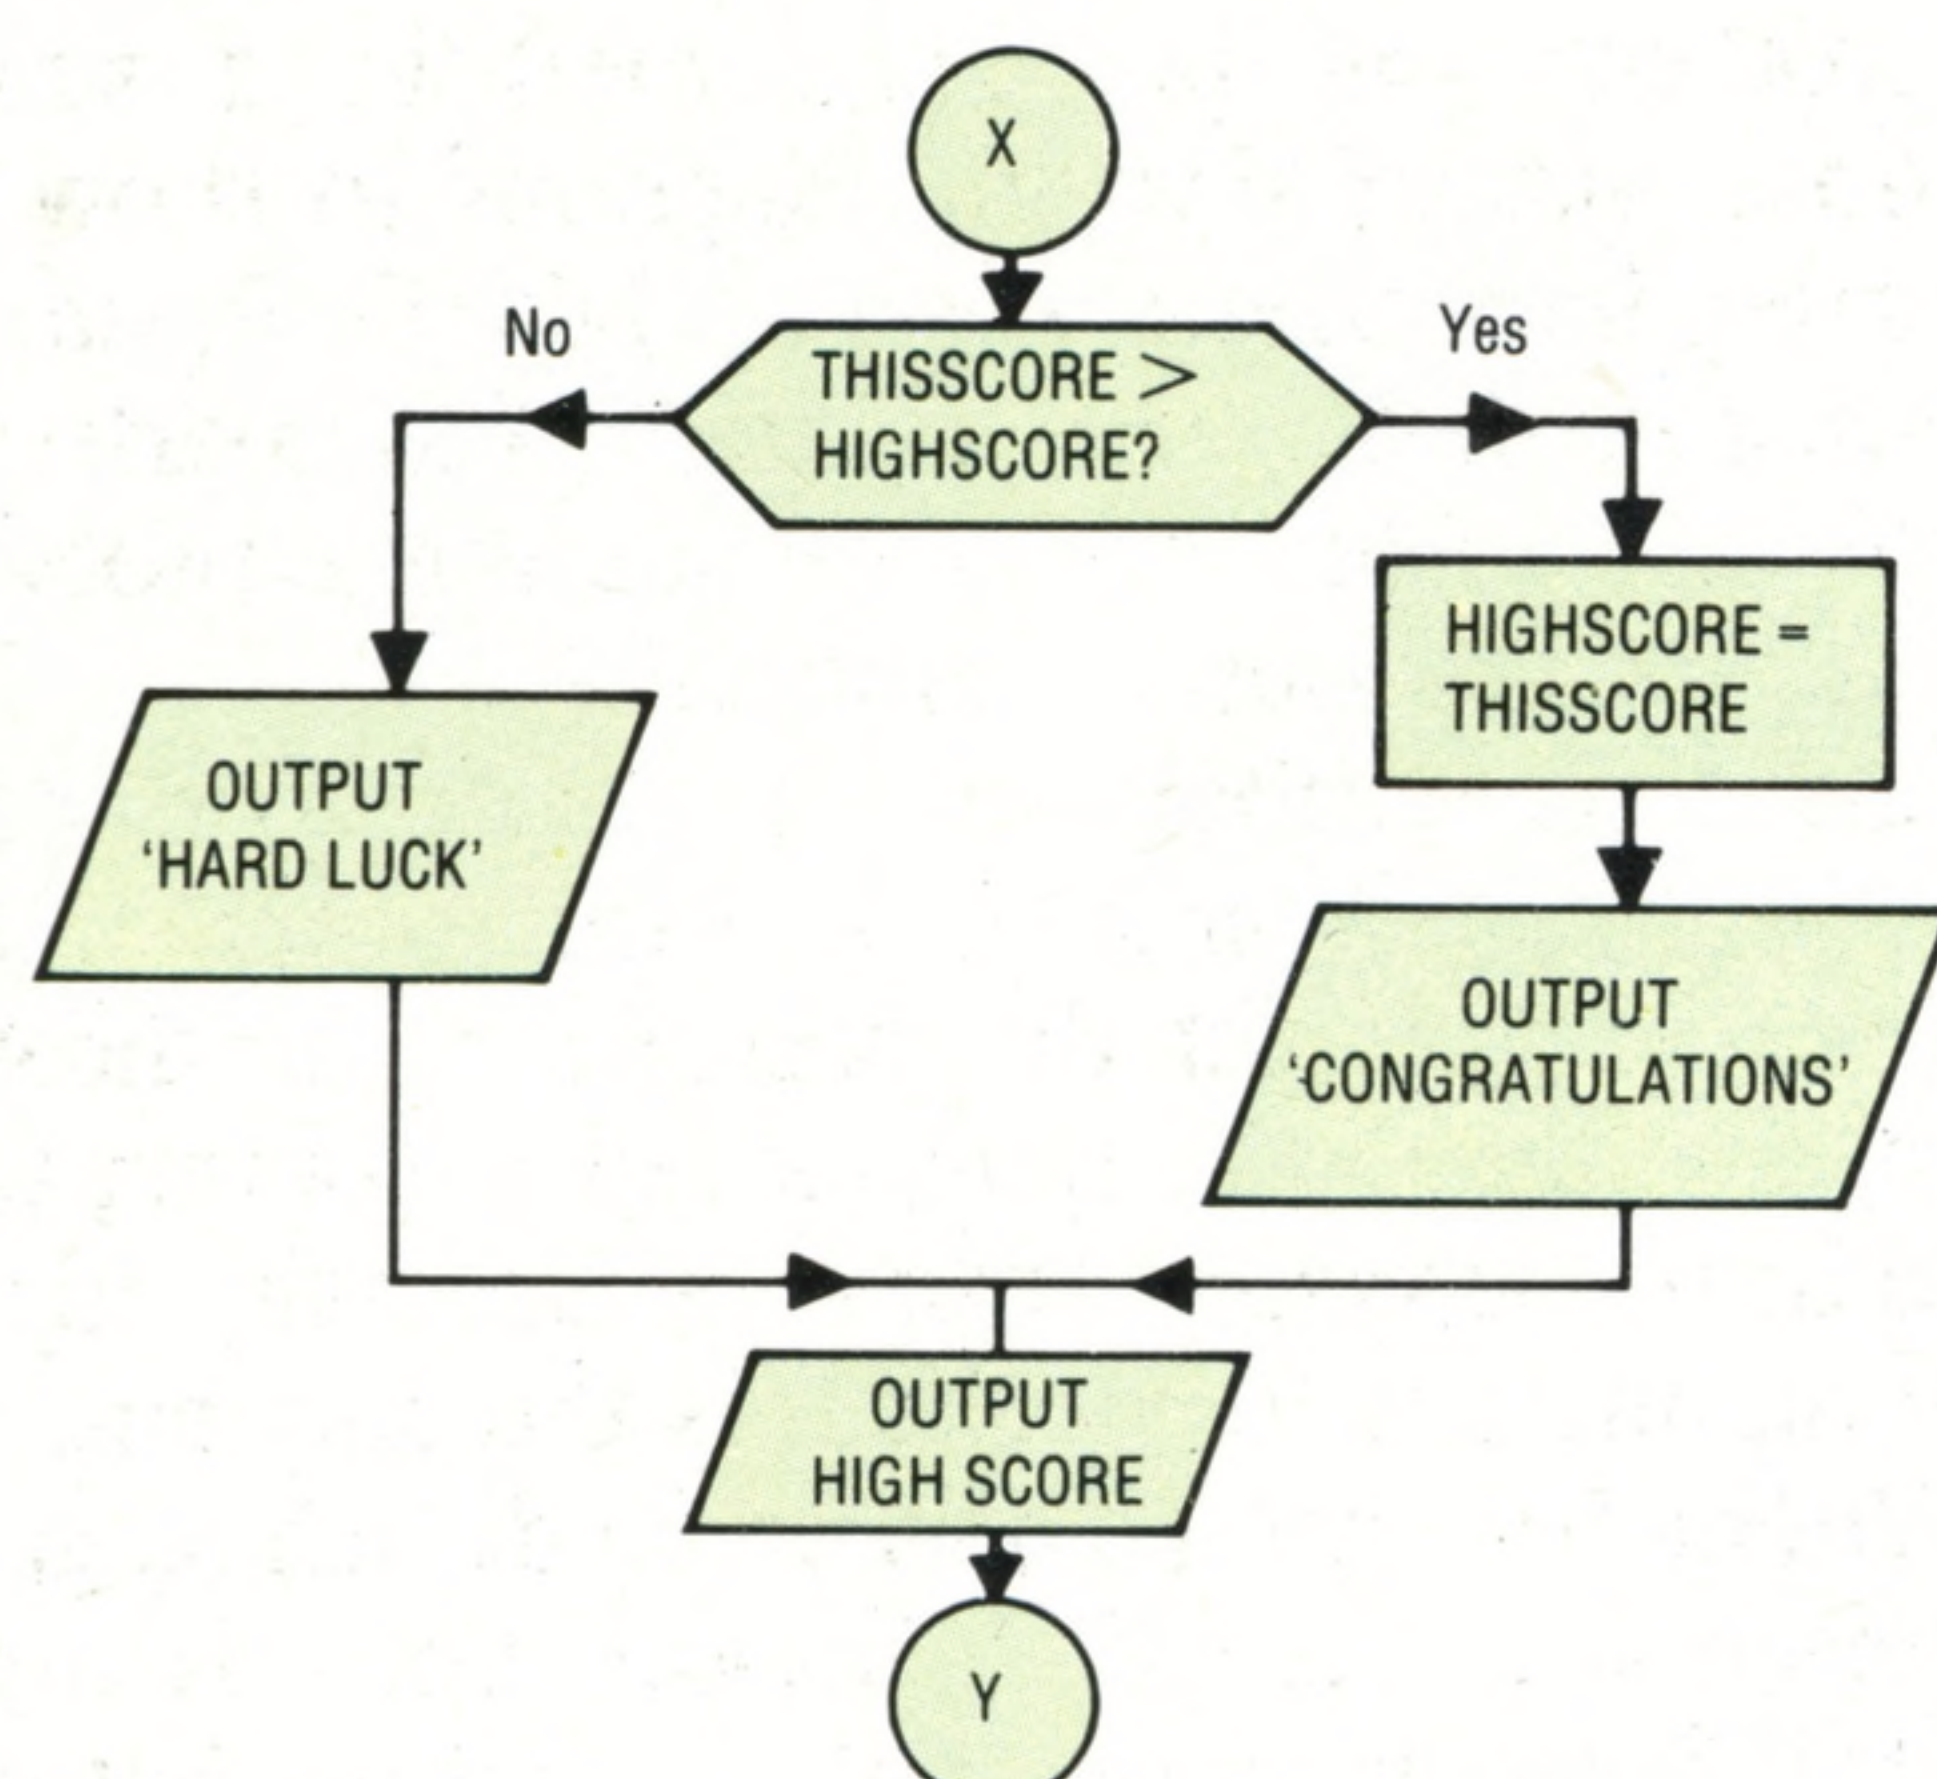 X
No
Yes
THISSCORE >
HIGHSCORE?
HIGHSCORE =
THISSCORE
OUTPUT
‘HARD LUCK’
OUTPUT
‘CONGRATULATIONS’
OUTPUT
HIGH SCORE
Y